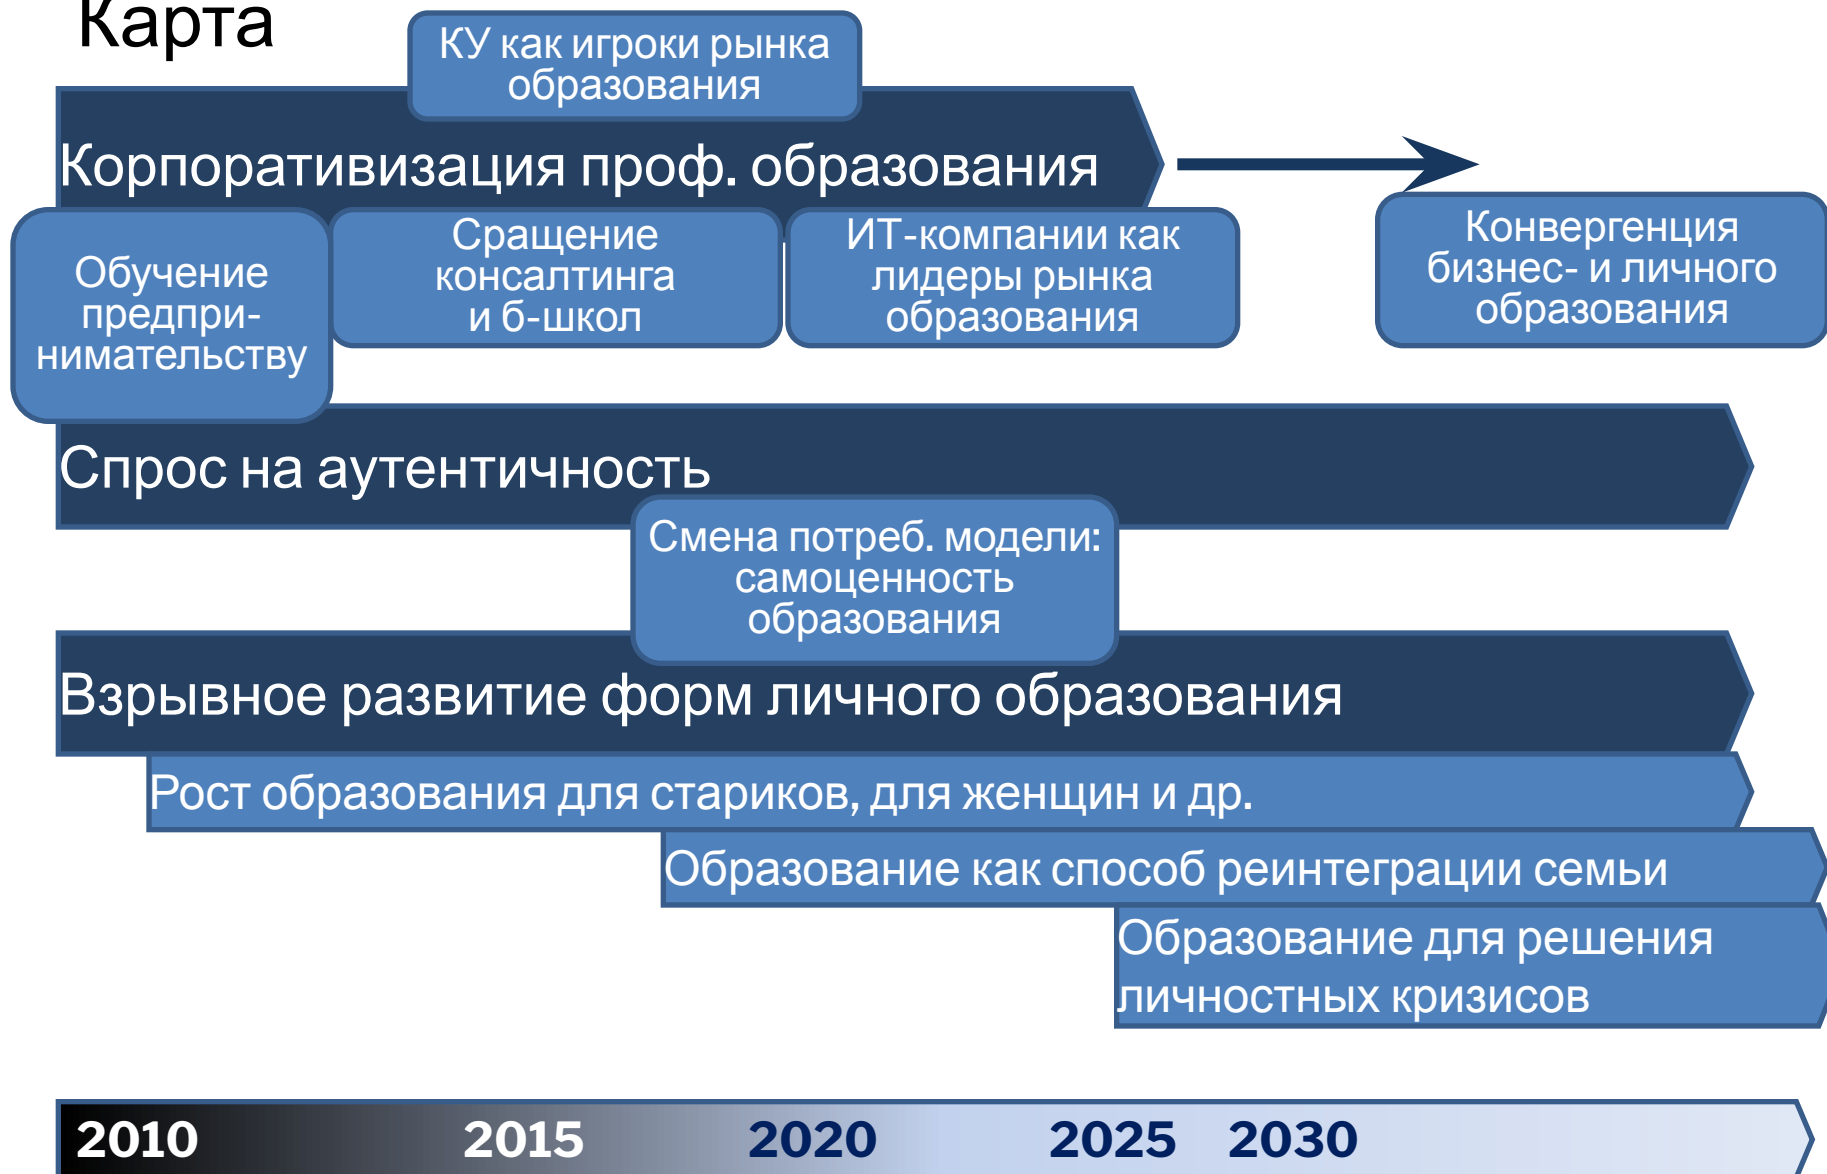 Карта
КУ как игроки рынка
образования
Корпоративизация проф. образования
Обучение
предпри-
нимательству
Сращение
консалтинга
и б-школ
ИТ-компании как
лидеры рынка
образования
Конвергенция
бизнес- и личного
образования
Спрос на аутентичность
Смена потреб. модели:
самоценность
образования
Взрывное развитие форм личного образования
Рост образования для стариков, для женщин и др.
Образование как способ реинтеграции семьи
Образование для решения
личностных кризисов
2010 2015 2020 2025 2030